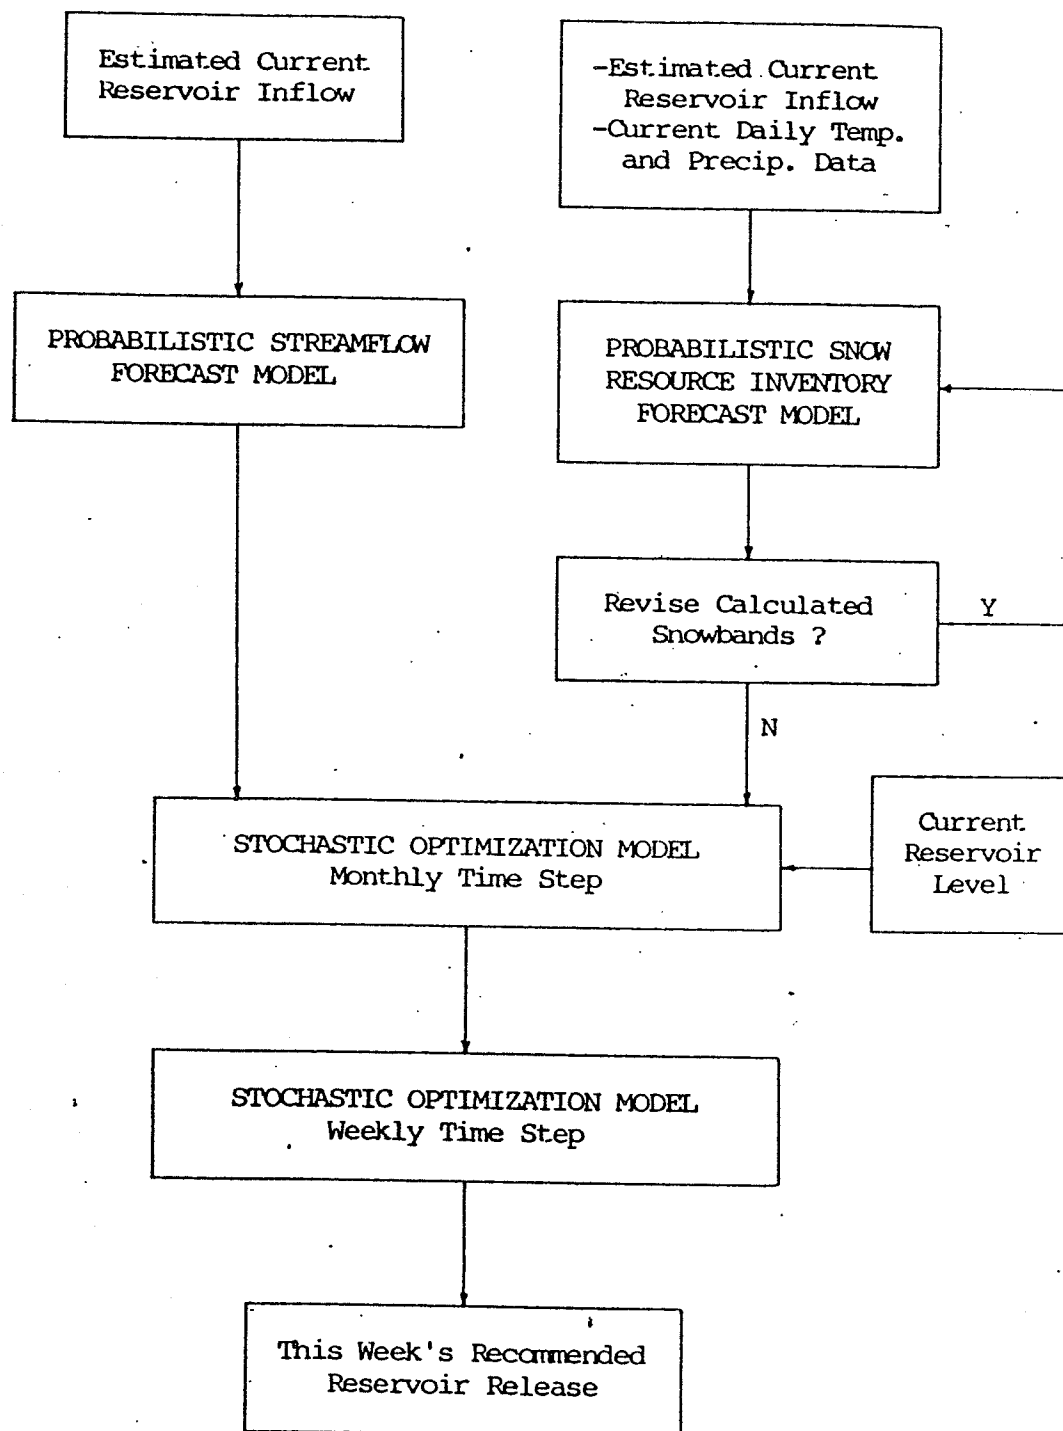 Estimated Current
Reservoir Inflow
-Estimated Current
Reservoir Inflow
-Current Daily Temp.
and Precip. Data
PROBABILISTIC STREAMFLOW
FORECAST MODEL
PROBABILISTIC SNOW
RESOURCE INVENTORY
FORECAST MODEL
Revise Calculated
Snowbands ?
Y
N
STOCHASTIC OPTIMIZATION MODEL
Monthly Time Step
Current
Reservoir
Level
STOCHASTIC OPTIMIZATION MODEL
Weekly Time Step
This Week's Recommended
Reservoir Release